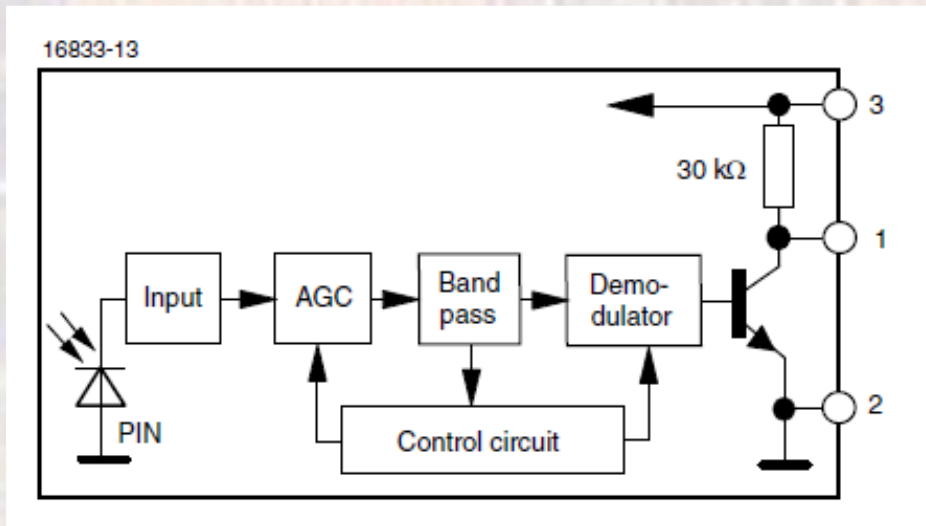 16833-13
3
30 kΩ
1
Input
AGC
Band
pass
Demo-
dulator
2
PIN
Control circuit